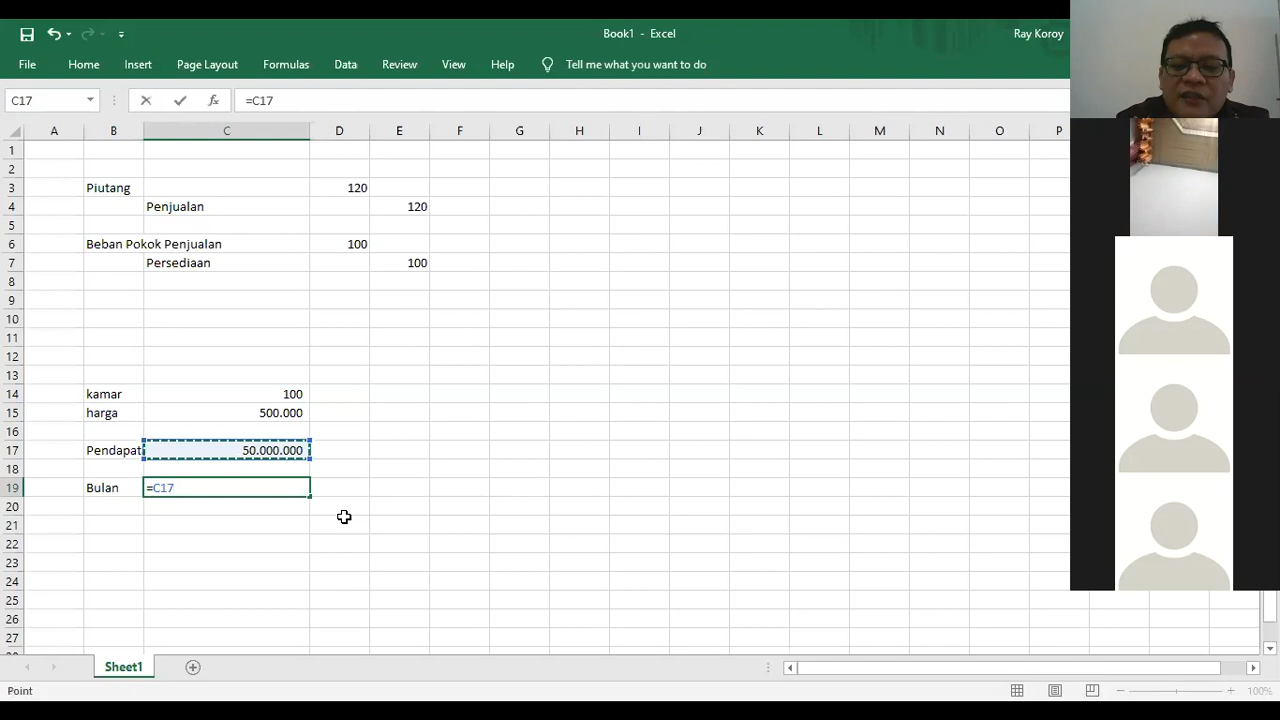 Book1 - Excel
Ray Koroy
File Home Insert Page Layout Formulas Data Review View Help Tell me what you want to do
C17 fx =C17
A B C D E F G H I J K L M N O P
1
2
3 Piutang 120
4 Penjualan 120
5
6 Beban Pokok Penjualan 100
7 Persediaan 100
8
9
10
11
12
13
14 kamar 100
15 harga 500.000
16
17 Pendapat 50.000.000
18
19 Bulan =C17
20
21
22
23
24
25
26
27
Sheet1
Point
100%